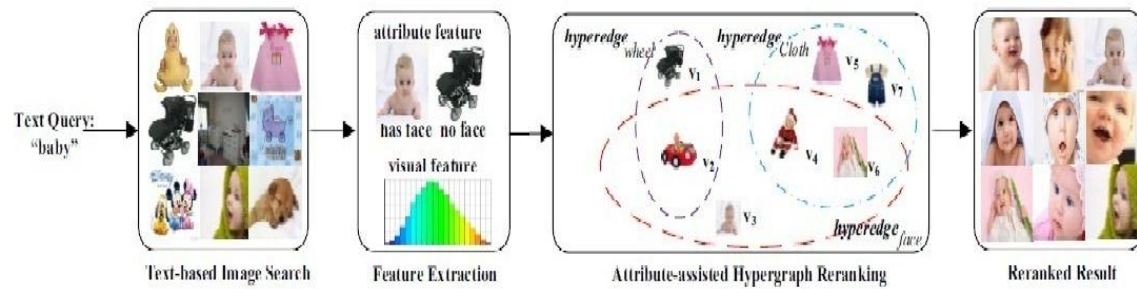 Text Query:
"baby"
Text-based Image Search
attribute feature
has face no face
visual feature
Feature Extraction
hyperedge wheel
hyperedge Cloth
v1
v2
v3
v4
v5
v6
v7
hyperedge face
Attribute-assisted Hypergraph Reranking
Reranked Result